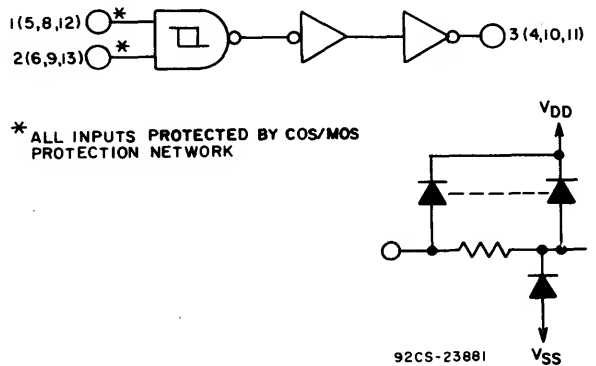 1(5,8,12) *
2(6,9,13) *
3(4,10,11)
* ALL INPUTS PROTECTED BY COS/MOS
PROTECTION NETWORK
VDD
VSS
92CS-23881